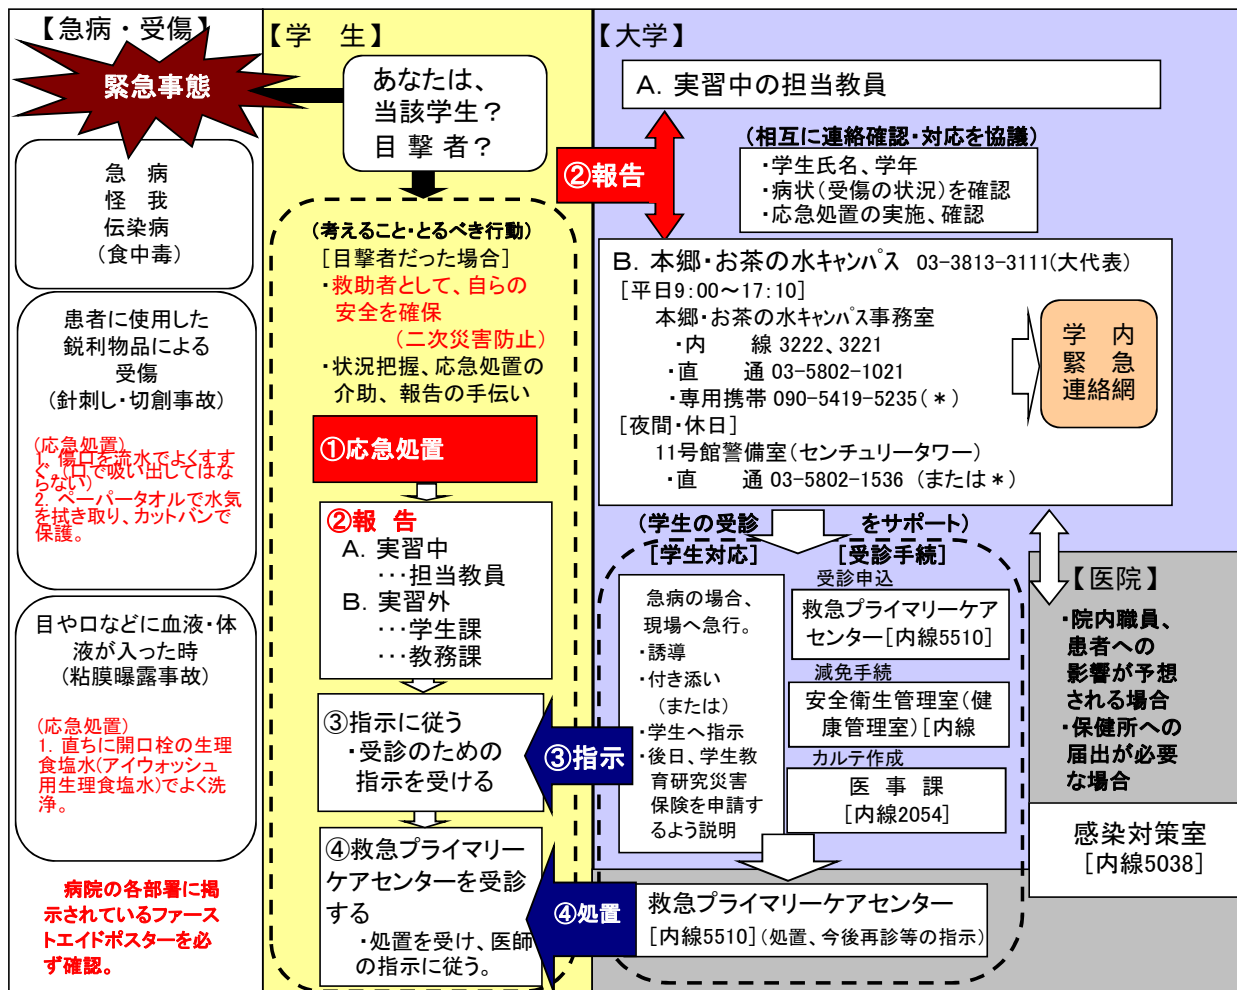 【急病・受傷】
緊急事態
急　病
怪　我
伝染病
(食中毒)
患者に使用した
鋭利物品による
受傷
(針刺し・切創事故)
(応急処置)
1. 傷口を流水でよくすす
ぐ。(口で吸い出してはな
らない)
2. ペーパータオルで水気
を拭き取り、カットバンで
保護。
目や口などに血液・体
液が入った時
(粘膜曝露事故)
(応急処置)
1. 直ちに開口栓の生理
食塩水(アイウォッシュ
用生理食塩水)でよく洗
浄。
病院の各部署に掲
示されているファース
トエイドポスターを必
ず確認。
【学　生】
あなたは、
当該学生？
目 撃 者？
(考えること・とるべき行動)
[目撃者だった場合]
・救助者として、自らの
安全を確保
(二次災害防止)
・状況把握、応急処置の
介助、報告の手伝い
①応急処置
②報　告
A. 実習中
・・・担当教員
B. 実習外
・・・学生課
・・・教務課
③指示に従う
・受診のための
指示を受ける
④救急プライマリー
ケアセンターを受診
する
・処置を受け、医師
の指示に従う。
【大学】
A. 実習中の担当教員
②報告
(相互に連絡確認・対応を協議)
・学生氏名、学年
・病状(受傷の状況)を確認
・応急処置の実施、確認
B. 本郷・お茶の水キャンパス 03-3813-3111(大代表)
[平日9:00～17:10]
本郷・お茶の水キャンパス事務室
・内　　線 3222、3221
・直　　通 03-5802-1021
・専用携帯 090-5419-5235(＊)
[夜間・休日]
11号館警備室(センチュリータワー)
・直　　通 03-5802-1536 (または＊)
学　内
緊　急
連絡網
(学生の受診　をサポート)
[学生対応]
急病の場合、
現場へ急行。
・誘導
・付き添い
(または)
・学生へ指示
・後日、学生教
育研究災害
保険を申請す
るよう説明
[受診手続]
受診申込
救急プライマリーケア
センター[内線5510]
減免手続
安全衛生管理室(健
康管理室)[内線
カルテ作成
医 事 課
[内線2054]
③指示
④処置
救急プライマリーケアセンター
[内線5510](処置、今後再診等の指示)
【医院】
・院内職員、
患者への
影響が予想
される場合
・保健所への
届出が必要
な場合
感染対策室
[内線5038]